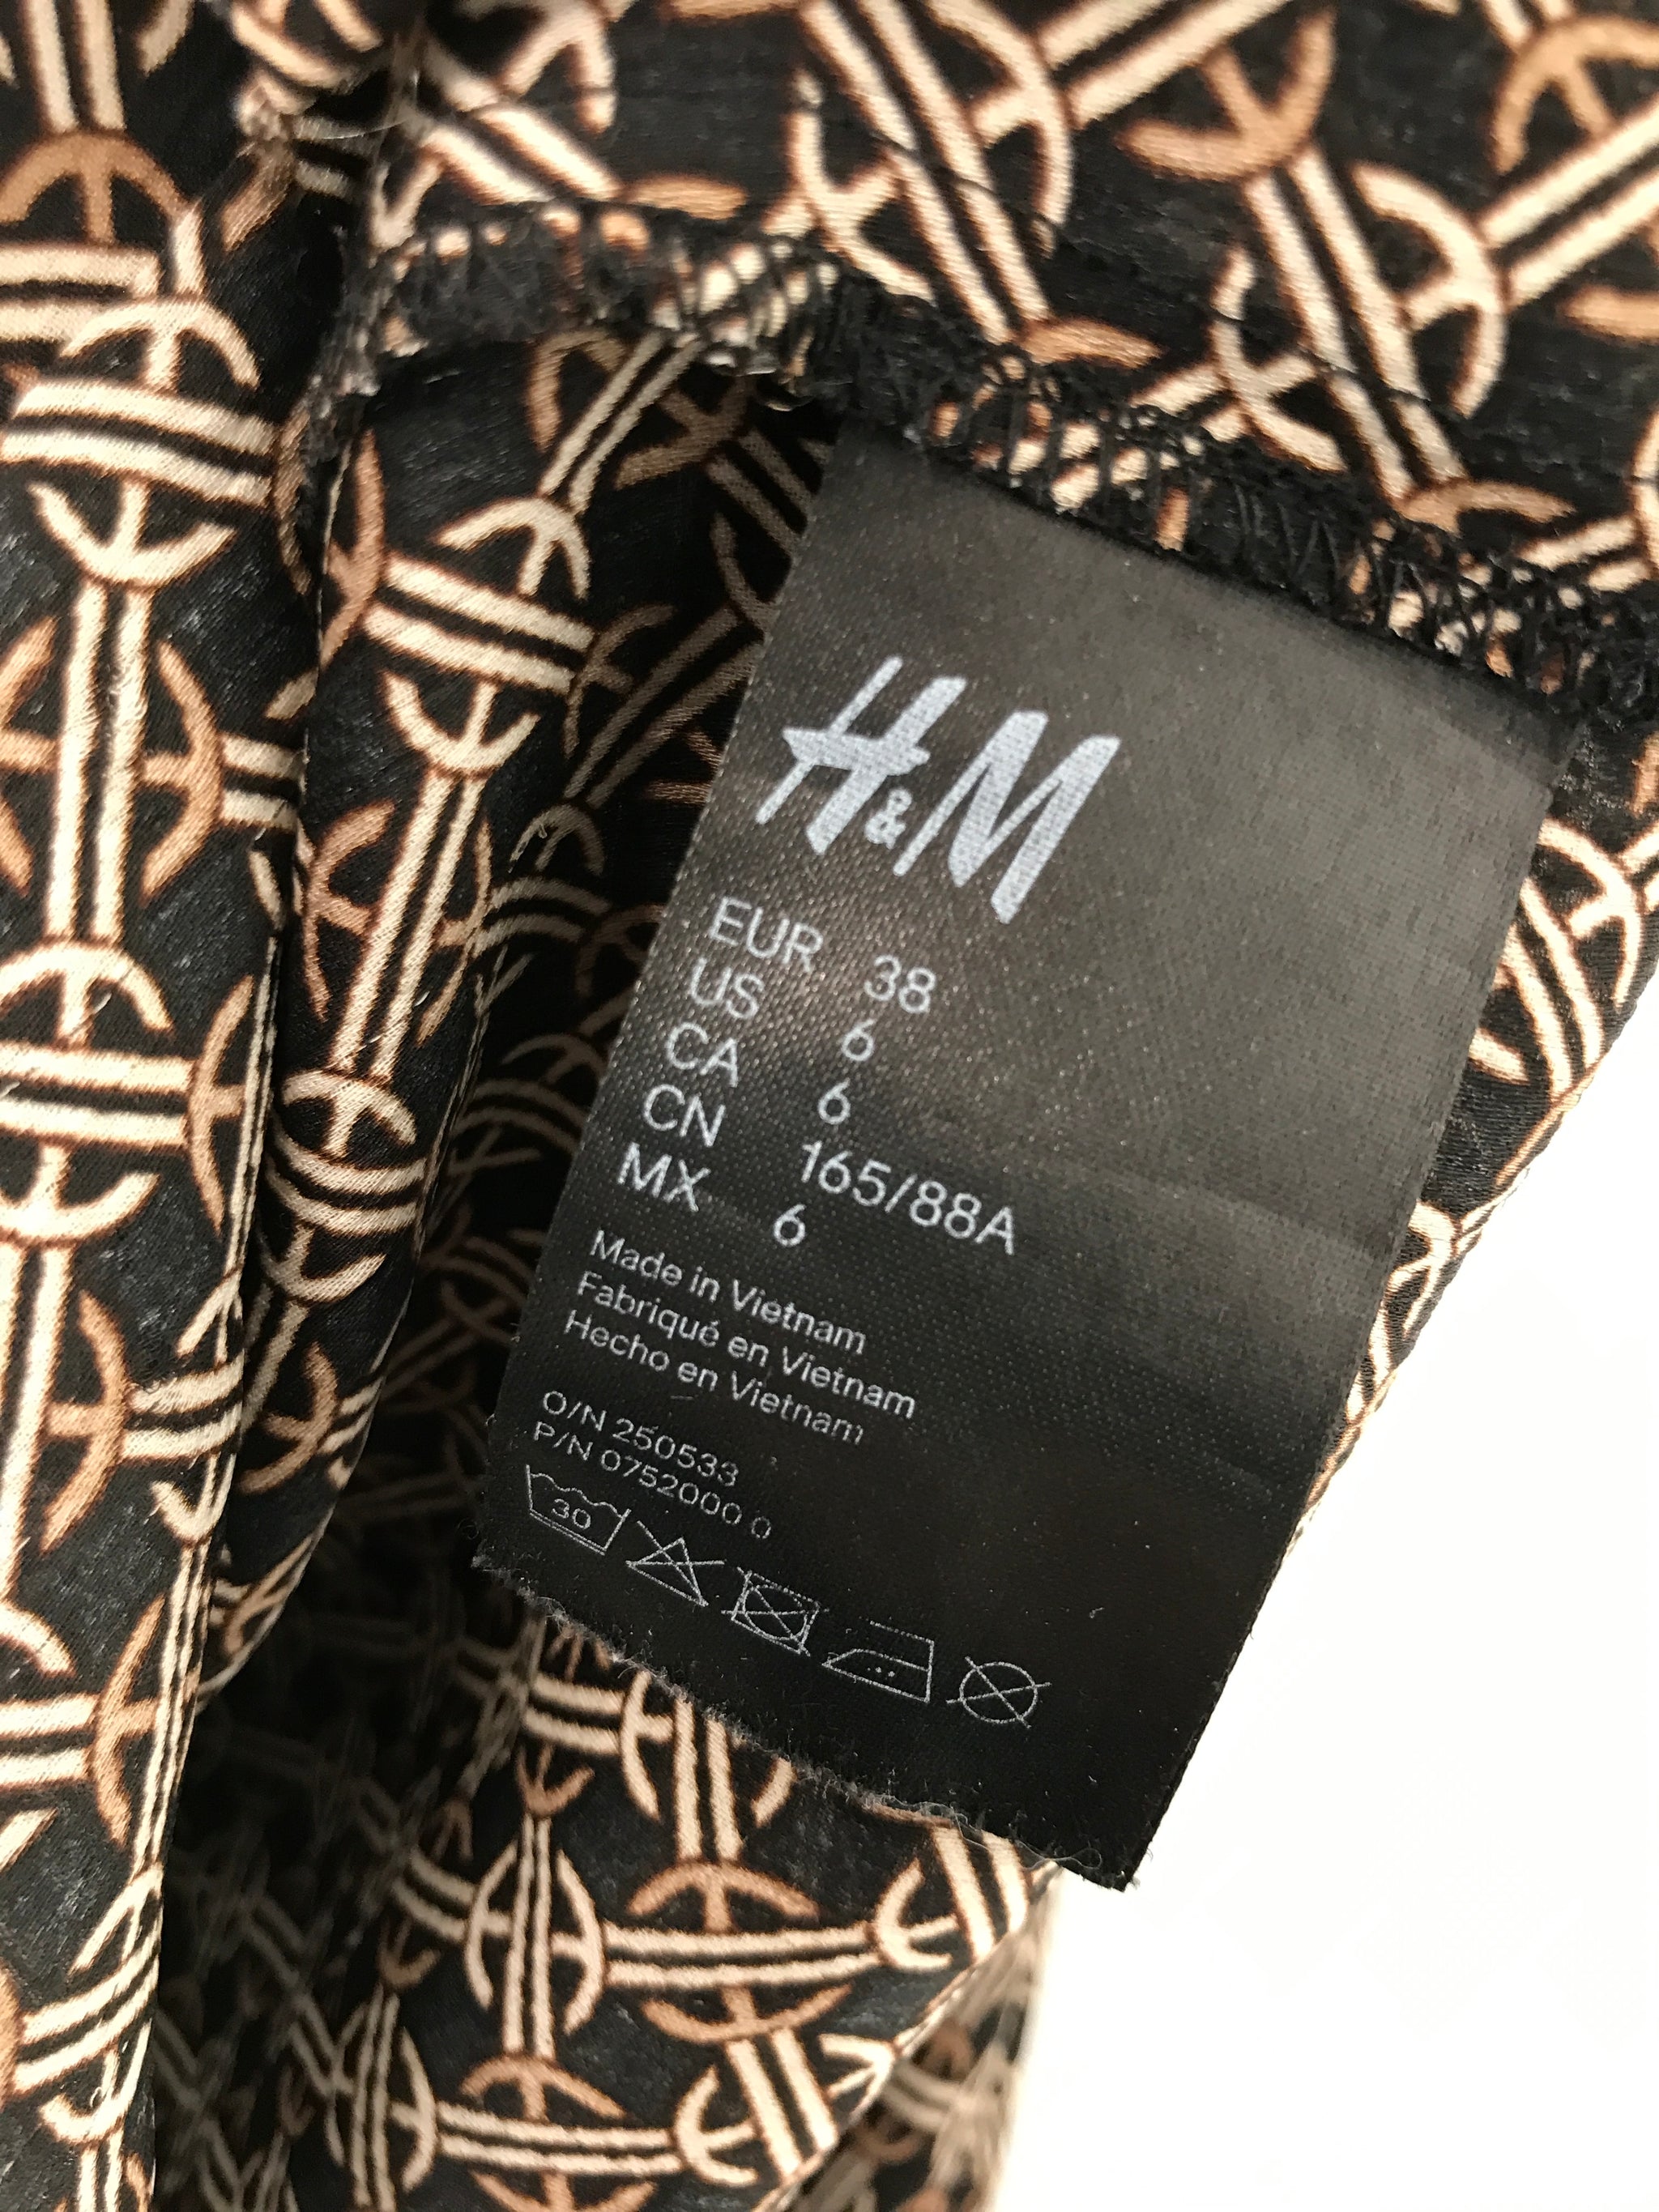 H&M
EUR 38
US 6
CA 6
CN 165/88A
MX 6
Made in Vietnam
Fabriqué en Vietnam
Hecho en Vietnam
O/N 250533
P/N 0752000 0
30